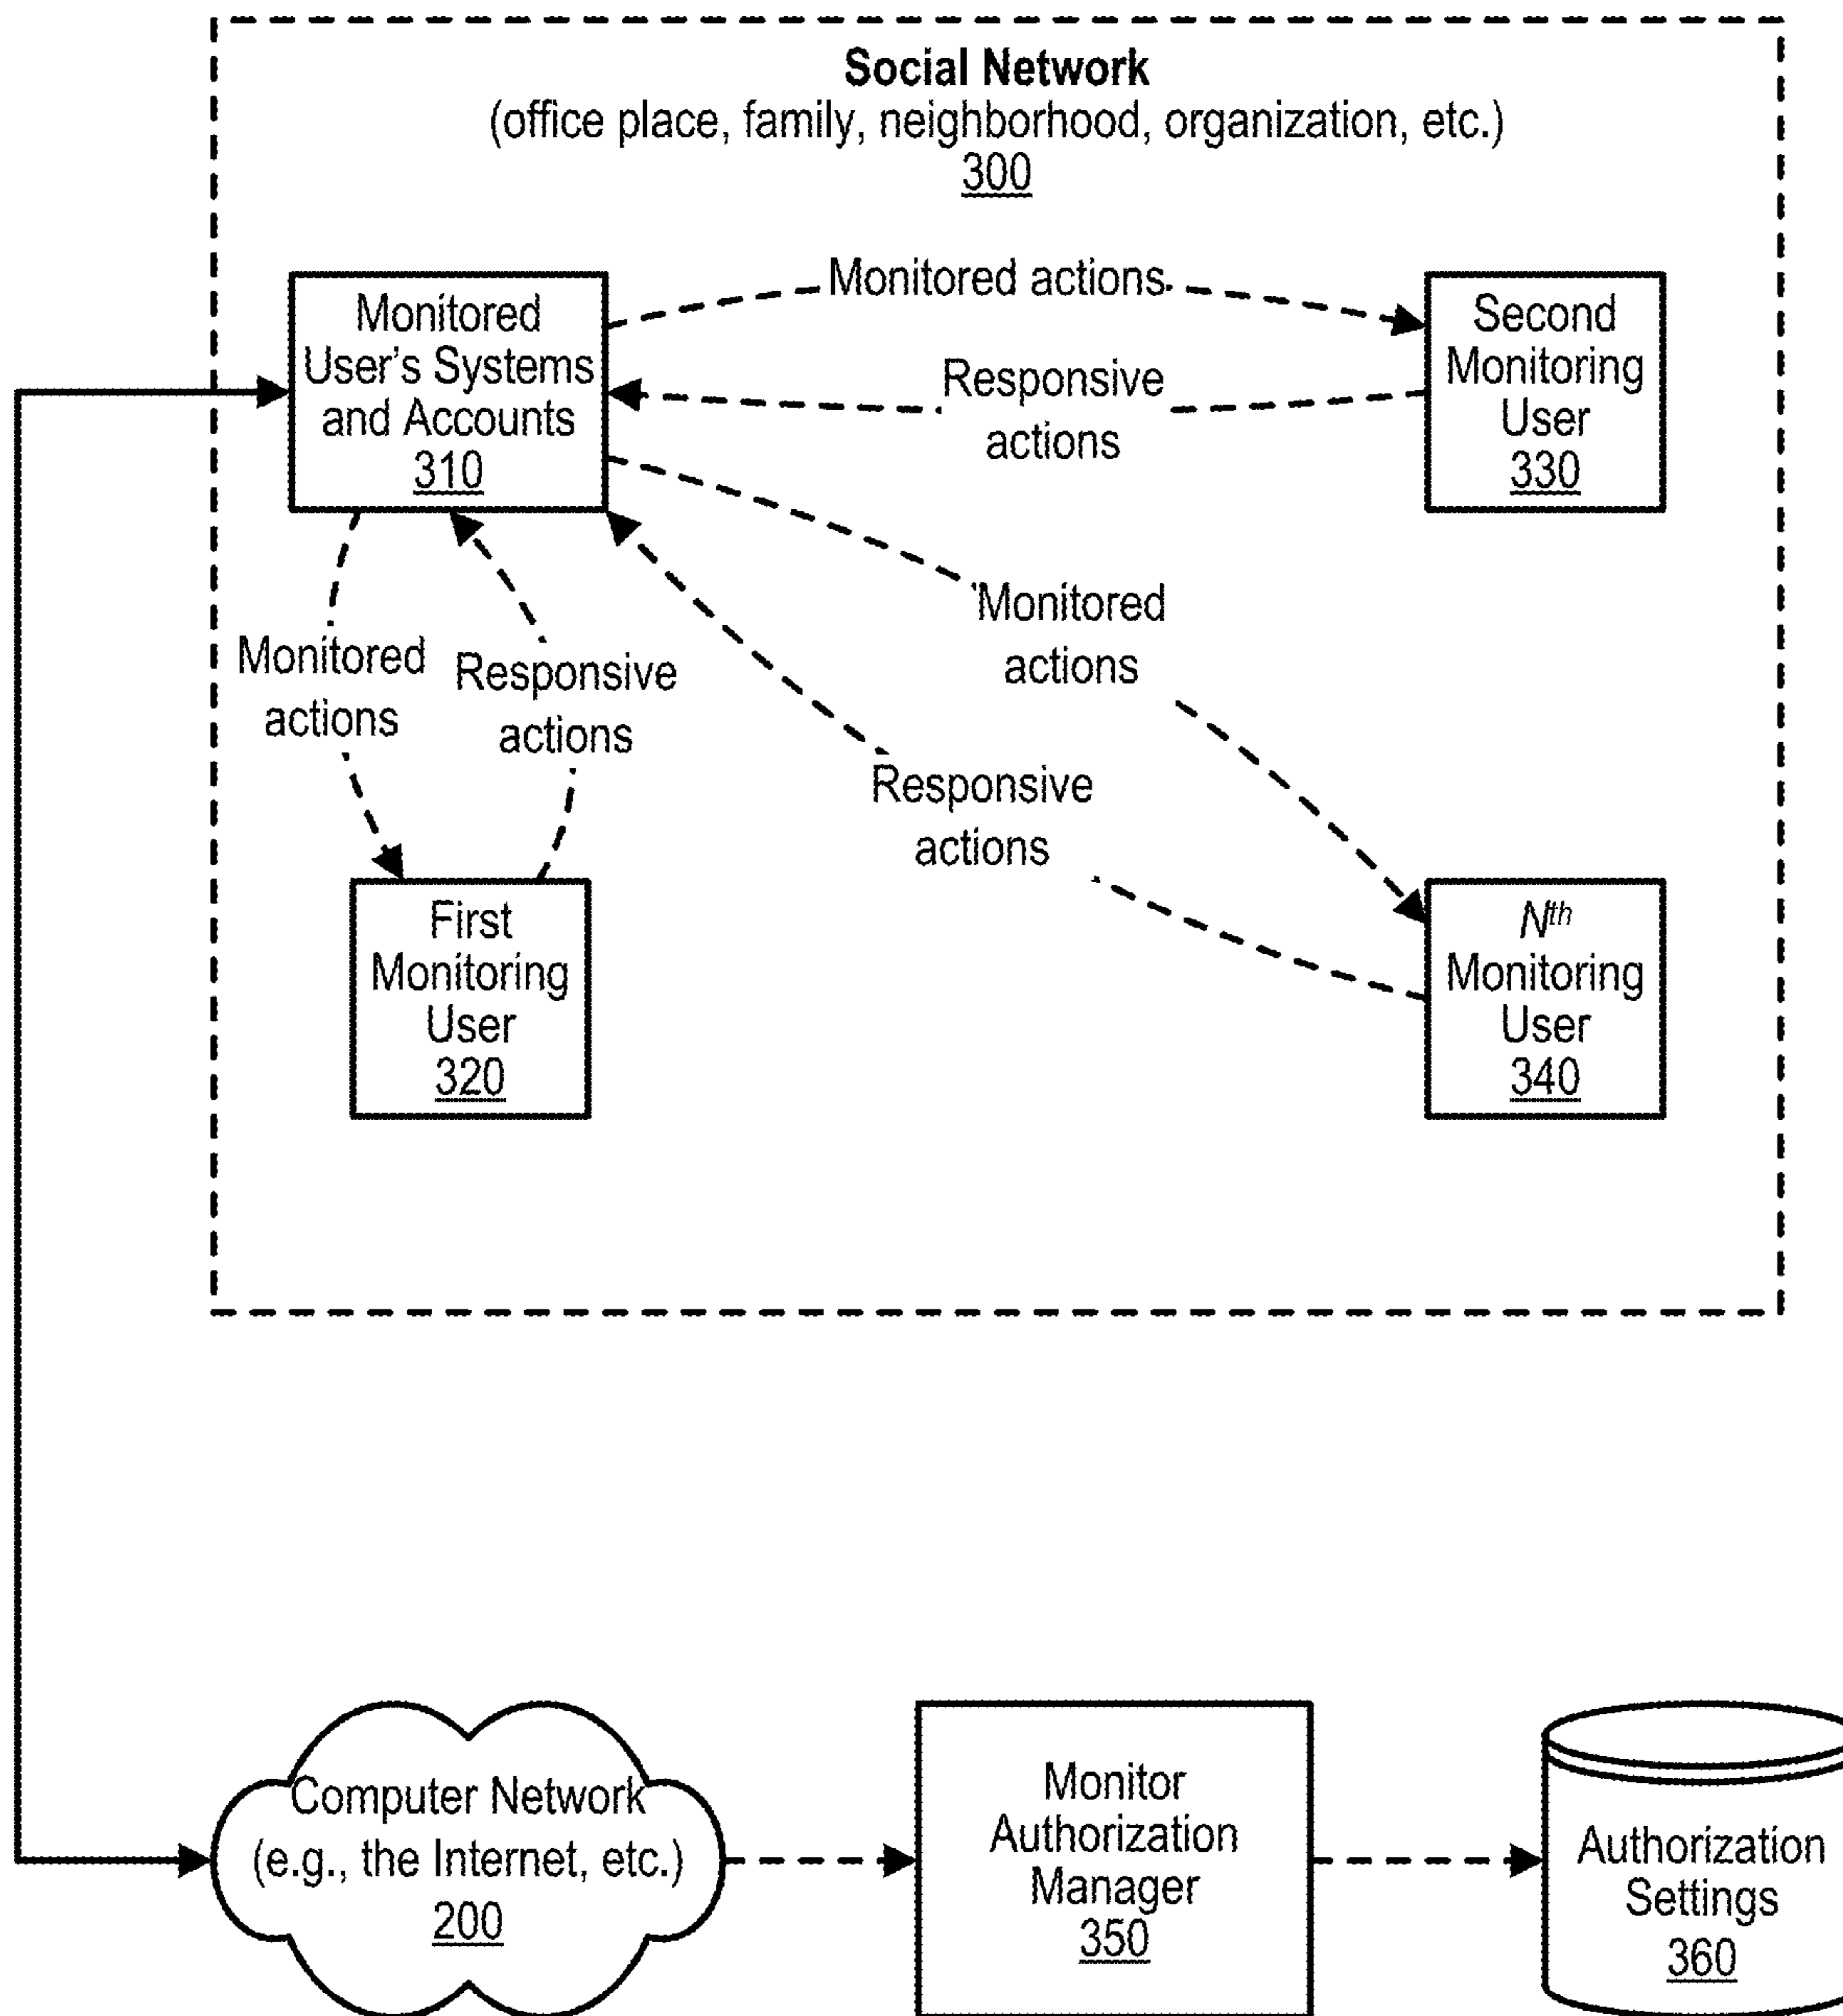 Social Network
(office place, family, neighborhood, organization, etc.)
300
Monitored
User's Systems
and Accounts
310
Monitored actions
Responsive
actions
Second
Monitoring
User
330
Monitored
actions
Responsive
actions
Monitored
actions
Responsive
actions
First
Monitoring
User
320
Nth
Monitoring
User
340
Computer Network
(e.g., the Internet, etc.)
200
Monitor
Authorization
Manager
350
Authorization
Settings
360